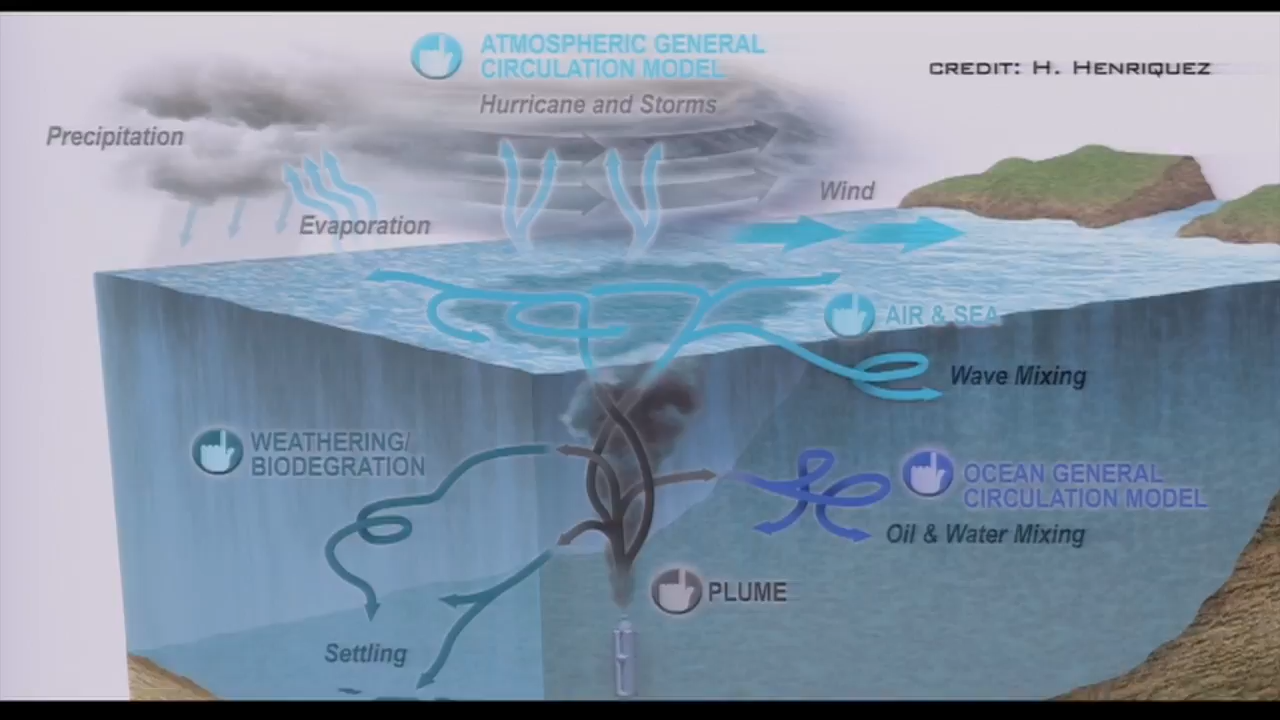 ATMOSPHERIC GENERAL
CIRCULATION MODEL
CREDIT: H. HENRIQUEZ
Hurricane and Storms
Precipitation
Wind
Evaporation
AIR & SEA
Wave Mixing
WEATHERING/
BIODEGRATION
OCEAN GENERAL
CIRCULATION MODEL
Oil & Water Mixing
PLUME
Settling